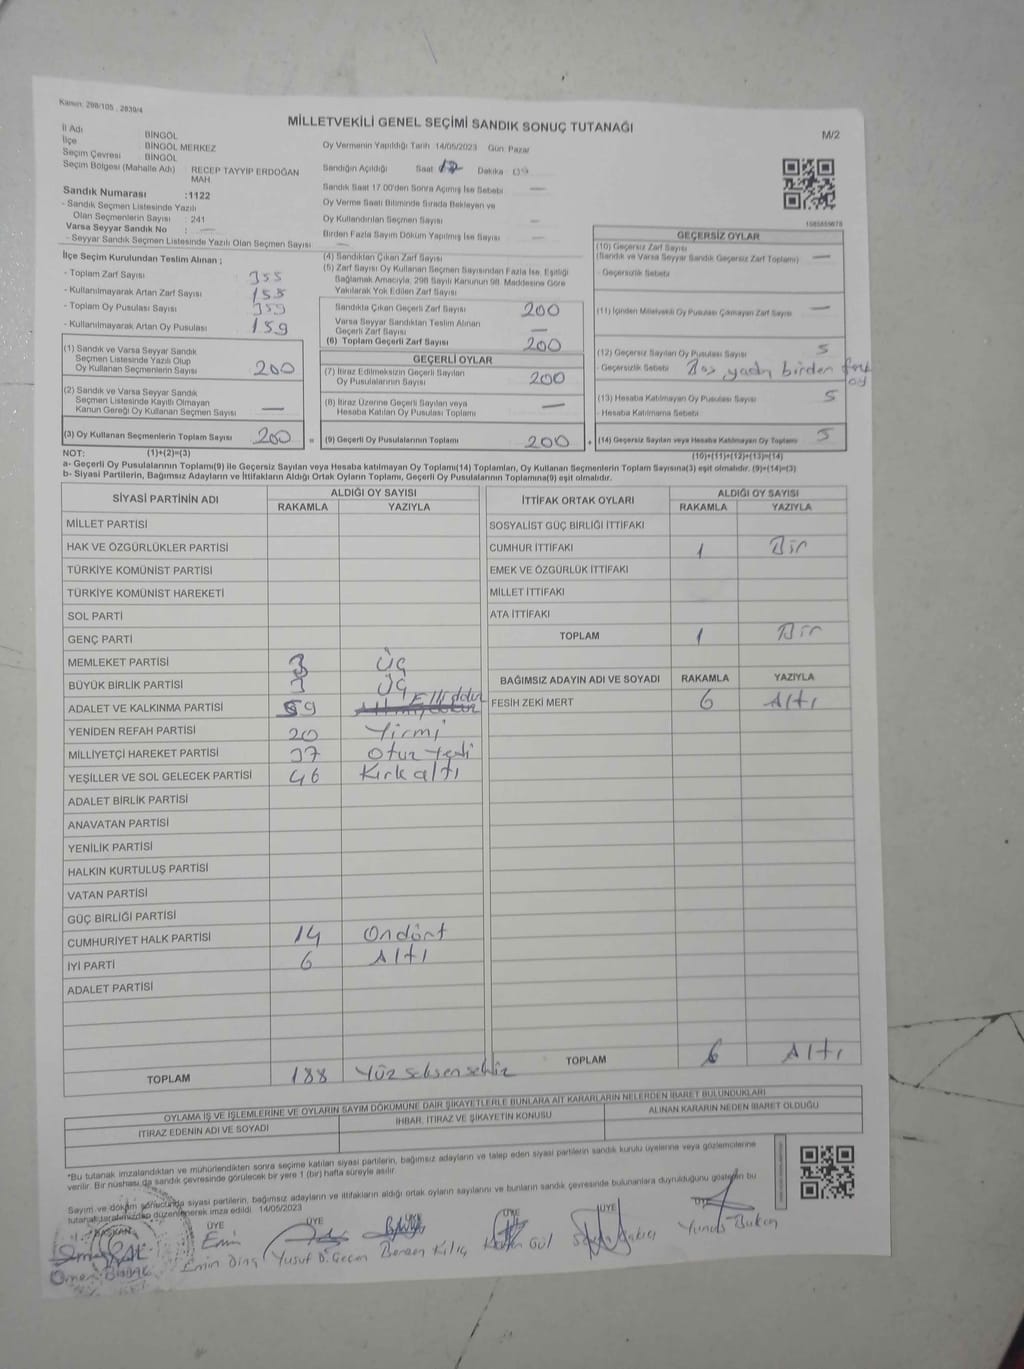 Kanun: 298/105 , 2839/4
MİLLETVEKİLİ GENEL SEÇİMİ SANDIK SONUÇ TUTANAĞI
M/2
İl Adı BİNGÖL
İlçe BİNGÖL MERKEZ
Seçim Çevresi BİNGÖL
Seçim Bölgesi (Mahalle Adı) RECEP TAYYİP ERDOĞAN MAH.
Sandık Numarası :1122
- Sandık Seçmen Listesinde Yazılı
Olan Seçmenlerin Sayısı : 241
Varsa Seyyar Sandık No : —
- Seyyar Sandık Seçmen Listesinde Yazılı Olan Seçmen Sayısı —
Oy Vermenin Yapıldığı Tarih 14/05/2023 Gün Pazar
Sandığın Açıldığı Saat 17 Dakika
Sandık Saat 17.00'den Sonra Açılmış İse Sebebi —
Oy Verme Saati Bitiminde Sırada Bekleyen ve
Oy Kullandırılan Seçmen Sayısı —
Birden Fazla Sayım Döküm Yapılmış İse Sayısı —
İlçe Seçim Kurulundan Teslim Alınan ;
- Toplam Zarf Sayısı 355
- Kullanılmayarak Artan Zarf Sayısı 155
- Toplam Oy Pusulası Sayısı 359
- Kullanılmayarak Artan Oy Pusulası 159
(1) Sandık ve Varsa Seyyar Sandık
Seçmen Listesinde Yazılı Olup
Oy Kullanan Seçmenlerin Sayısı 200
(2) Sandık ve Varsa Seyyar Sandık
Seçmen Listesinde Kayıtlı Olmayan
Kanun Gereği Oy Kullanan Seçmen Sayısı —
(3) Oy Kullanan Seçmenlerin Toplam Sayısı 200 =
(4) Sandıktan Çıkan Zarf Sayısı
(5) Zarf Sayısı Oy Kullanan Seçmen Sayısından Fazla İse, Eşitliği
Sağlamak Amacıyla, 298 Sayılı Kanunun 98. Maddesine Göre
Yakılarak Yok Edilen Zarf Sayısı
Sandıkta Çıkan Geçerli Zarf Sayısı 200
Varsa Seyyar Sandıktan Teslim Alınan
Geçerli Zarf Sayısı —
(6) Toplam Geçerli Zarf Sayısı 200
GEÇERLİ OYLAR
(7) İtiraz Edilmeksizin Geçerli Sayılan
Oy Pusulalarının Sayısı 200
(8) İtiraz Üzerine Geçerli Sayılan veya
Hesaba Katılan Oy Pusulası Toplamı —
(9) Geçerli Oy Pusulalarının Toplamı 200 +
1585859878
GEÇERSİZ OYLAR
(10) Geçersiz Zarf Sayısı
(Sandık ve Varsa Seyyar Sandık Geçersiz Zarf Toplamı) —
- Geçersizlik Sebebi
(11) İçinden Milletvekili Oy Pusulası Çıkmayan Zarf Sayısı —
(12) Geçersiz Sayılan Oy Pusulası Sayısı 5
- Geçersizlik Sebebi Boş yada birden fazla oy
(13) Hesaba Katılmayan Oy Pusulası Sayısı 5
- Hesaba Katılmama Sebebi
(14) Geçersiz Sayılan veya Hesaba Katılmayan Oy Toplamı 5
NOT: (1)+(2)=(3) (10)+(11)+(12)+(13)=(14)
a- Geçerli Oy Pusulalarının Toplamı(9) ile Geçersiz Sayılan veya Hesaba katılmayan Oy Toplamı(14) Toplamları, Oy Kullanan Seçmenlerin Toplam Sayısına(3) eşit olmalıdır. (9)+(14)=(3)
b- Siyasi Partilerin, Bağımsız Adayların ve İttifakların Aldığı Ortak Oyların Toplamı, Geçerli Oy Pusulalarının Toplamına(9) eşit olmalıdır.
SİYASİ PARTİNİN ADI ALDIĞI OY SAYISI
RAKAMLA YAZIYLA
MİLLET PARTİSİ
HAK VE ÖZGÜRLÜKLER PARTİSİ
TÜRKİYE KOMÜNİST PARTİSİ
TÜRKİYE KOMÜNİST HAREKETİ
SOL PARTİ
GENÇ PARTİ
MEMLEKET PARTİSİ 3 Üç
BÜYÜK BİRLİK PARTİSİ 3 Üç
ADALET VE KALKINMA PARTİSİ 59 Elli dokuz
YENİDEN REFAH PARTİSİ 20 Yirmi
MİLLİYETÇİ HAREKET PARTİSİ 37 Otuz Yedi
YEŞİLLER VE SOL GELECEK PARTİSİ 46 Kırk altı
ADALET BİRLİK PARTİSİ
ANAVATAN PARTİSİ
YENİLİK PARTİSİ
HALKIN KURTULUŞ PARTİSİ
VATAN PARTİSİ
GÜÇ BİRLİĞİ PARTİSİ
CUMHURİYET HALK PARTİSİ 14 Ondört
İYİ PARTİ 6 Altı
ADALET PARTİSİ
TOPLAM 188 Yüz seksen sekiz
İTTİFAK ORTAK OYLARI ALDIĞI OY SAYISI
RAKAMLA YAZIYLA
SOSYALİST GÜÇ BİRLİĞİ İTTİFAKI
CUMHUR İTTİFAKI 1 Bir
EMEK VE ÖZGÜRLÜK İTTİFAKI
MİLLET İTTİFAKI
ATA İTTİFAKI
TOPLAM 1 Bir
BAĞIMSIZ ADAYIN ADI VE SOYADI RAKAMLA YAZIYLA
FESİH ZEKİ MERT 6 Altı
TOPLAM 6 Altı
OYLAMA İŞ VE İŞLEMLERİNE VE OYLARIN SAYIM DÖKÜMÜNE DAİR ŞİKAYETLERLE BUNLARA AİT KARARLARIN NELERDEN İBARET BULUNDUKLARI
İTİRAZ EDENİN ADI VE SOYADI İHBAR, İTİRAZ VE ŞİKAYETİN KONUSU ALINAN KARARIN NEDEN İBARET OLDUĞU
*Bu tutanak imzalandıktan ve mühürlendikten sonra seçime katılan siyasi partilerin, bağımsız adayların ve talep eden siyasi partilerin sandık kurulu üyelerine veya gözlemcilerine
verilir. Bir nüshası da sandık çevresinde görülecek bir yere 1 (bir) hafta süreyle asılır.
Sayım ve döküm sonucunda siyasi partilerin, bağımsız adayların ve ittifakların aldığı ortak oyların sayılarını ve bunların sandık çevresinde bulunanlara duyrulduğunu gösteren bu
tutanak tarafımızdan düzenlenerek imza edildi. 14/05/2023
BAŞKAN ÜYE ÜYE ÜYE ÜYE ÜYE ÜYE
Emin
Emin Dinç Yusuf Baran Kılıç Gül Yunus Bukan